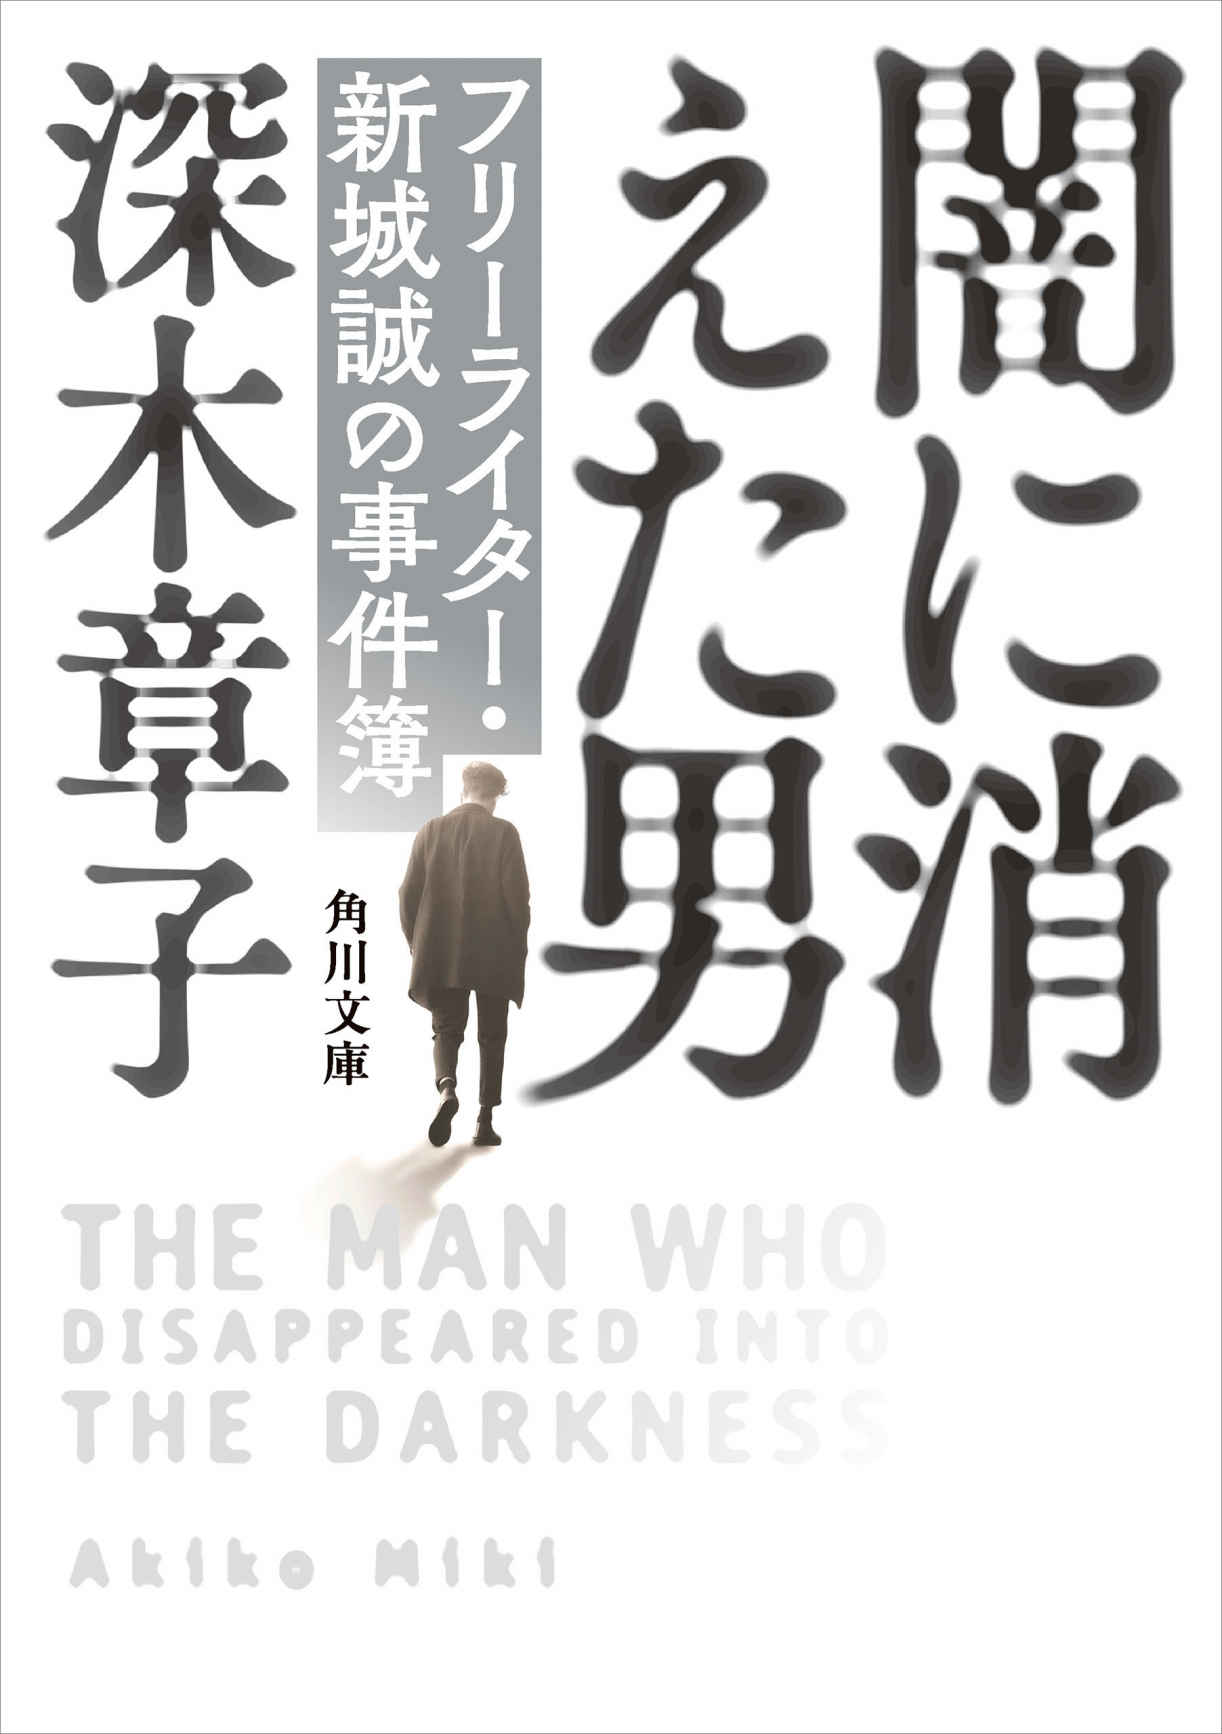 闇に消
えた男
フリーライター・
新城誠の事件簿
深木章子
角川文庫
THE MAN WHO
DISAPPEARED INTO
THE DARKNESS
Akiko Miki